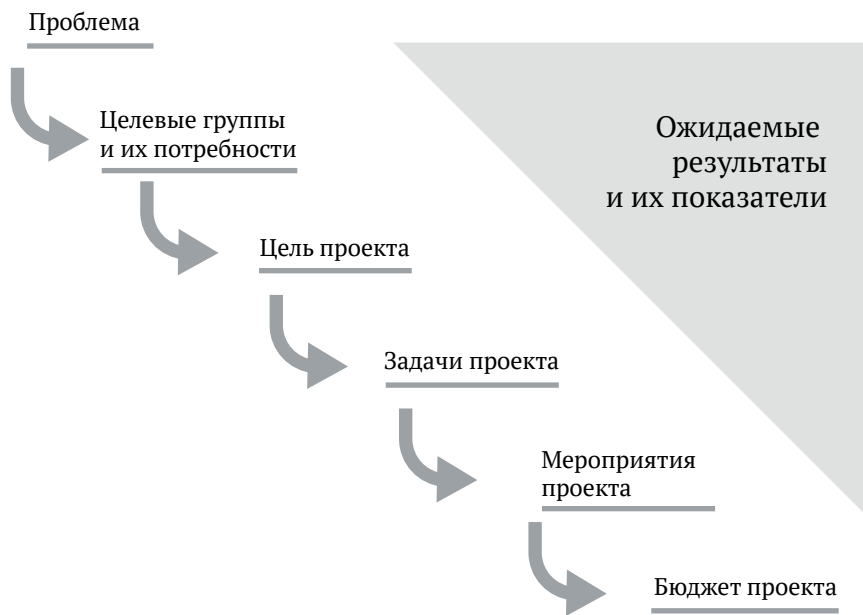 Проблема
Целевые группы
и их потребности
Ожидаемые
результаты
и их показатели
Цель проекта
Задачи проекта
Мероприятия
проекта
Бюджет проекта